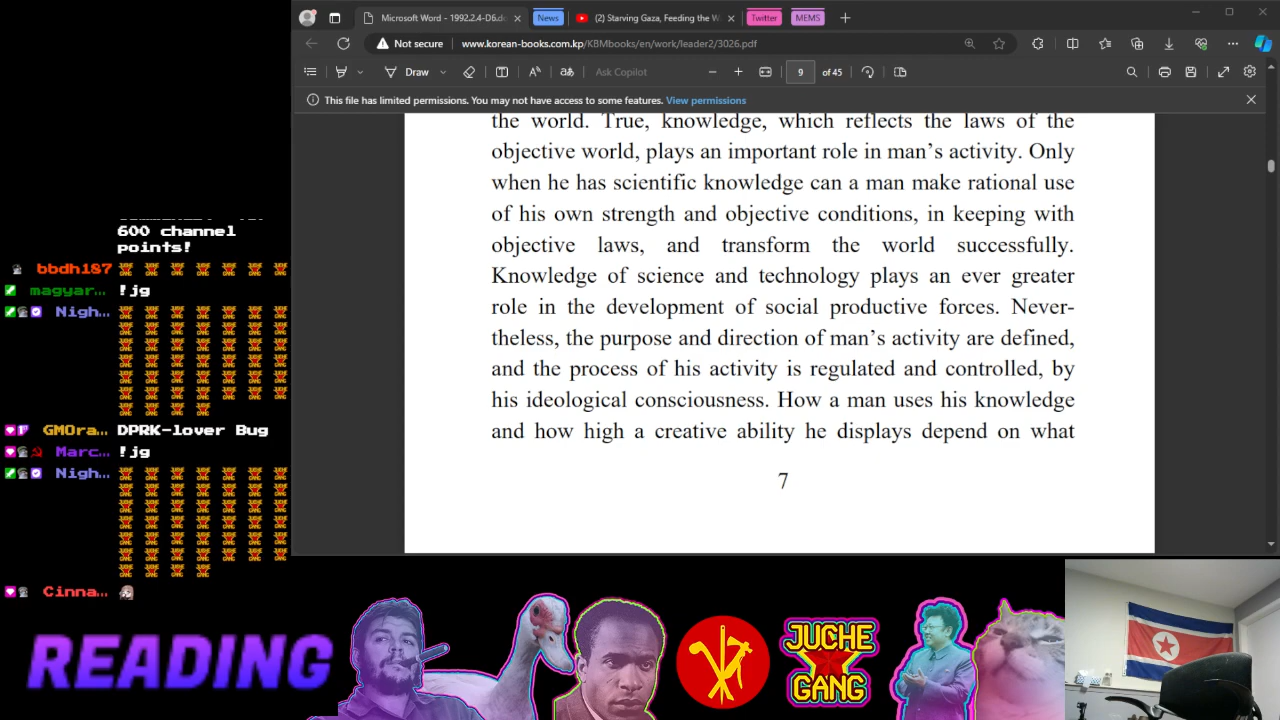 Microsoft Word - 1992.2.4-D6.do
News
(2) Starving Gaza, Feeding the W
Twitter
MEMS
Not secure
www.korean-books.com.kp/KBMbooks/en/work/leader2/3026.pdf
Draw
Ask Copilot
9
of 45
This file has limited permissions. You may not have access to some features. View permissions
the world. True, knowledge, which reflects the laws of the
objective world, plays an important role in man's activity. Only
when he has scientific knowledge can a man make rational use
of his own strength and objective conditions, in keeping with
objective laws, and transform the world successfully.
Knowledge of science and technology plays an ever greater
role in the development of social productive forces. Never-
theless, the purpose and direction of man's activity are defined,
and the process of his activity is regulated and controlled, by
his ideological consciousness. How a man uses his knowledge
and how high a creative ability he displays depend on what
7
600 channel
points!
bbdh187
magyar... !jg
Nigh...
GMOra... DPRK-lover Bug
Marc... !jg
Nigh...
Cinna...
READING
JUCHE
GANG